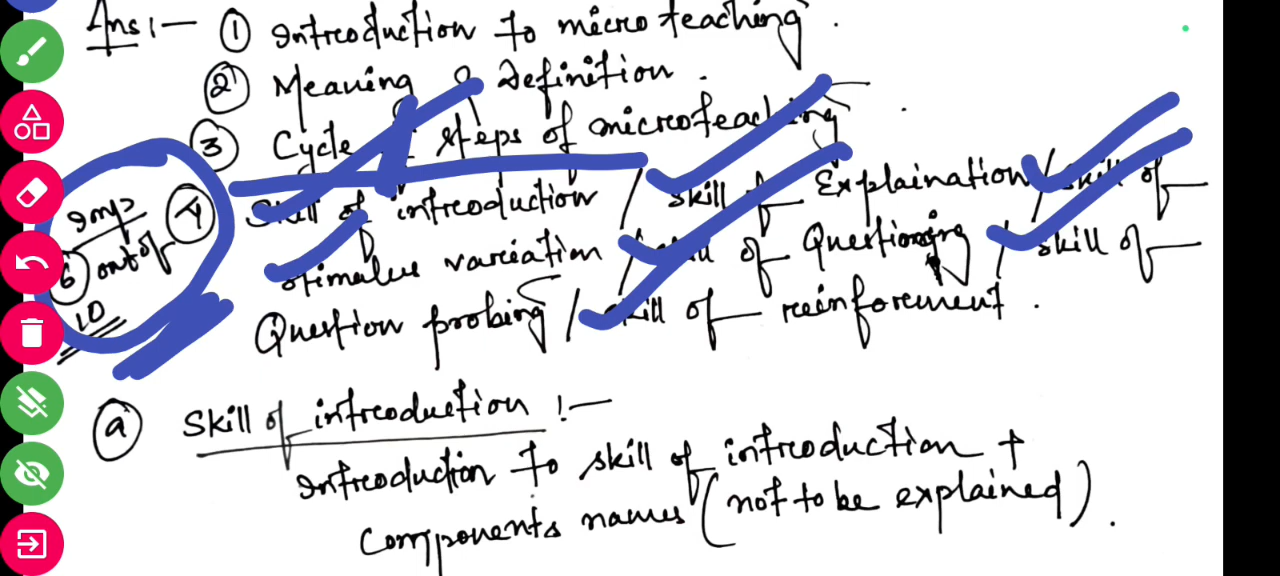 Ans:- ① Introduction to micro teaching.
② Meaning & Definition.
③ Cycle steps of microteaching
Imp ④ Skill of introduction / skill of Explaination / skill of
6 out of 10 stimulus variation / skill of Questioning / skill of
Question probing / skill of reinforement.
ⓐ Skill of introduction :-
Introduction to skill of introduction +
Components names (not to be explained).